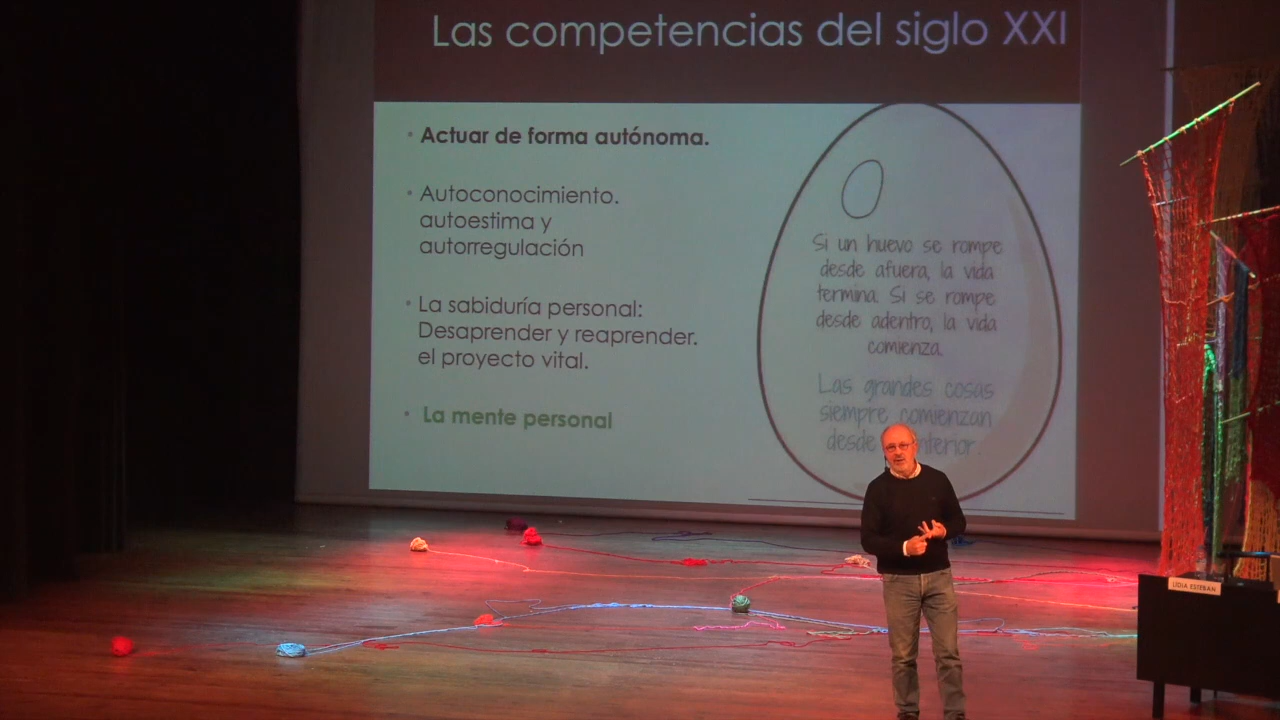 Las competencias del siglo XXI
• Actuar de forma autónoma.
• Autoconocimiento.
autoestima y
autorregulación
• La sabiduría personal:
Desaprender y reaprender.
el proyecto vital.
• La mente personal
Si un huevo se rompe
desde afuera, la vida
termina. Si se rompe
desde adentro, la vida
comienza.
Las grandes cosas
siempre comienzan
desde nterior.
LIDIA ESTEBAN